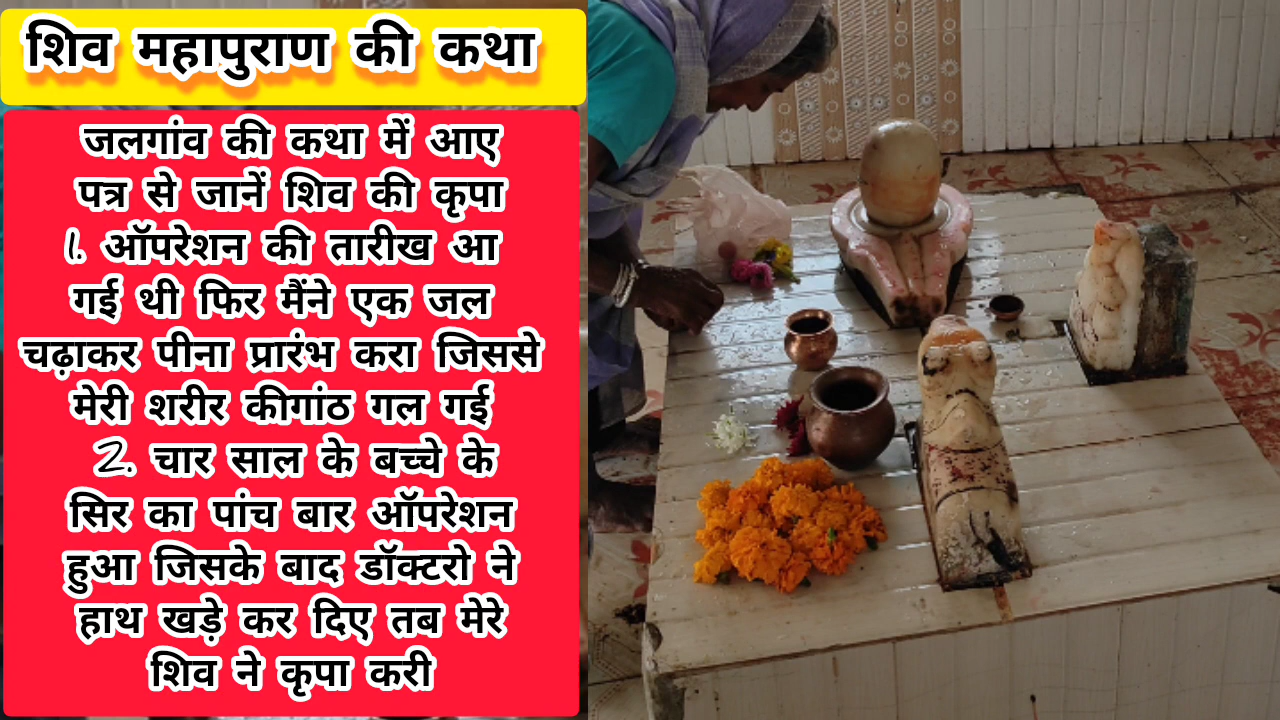 शिव महापुराण की कथा
जलगांव की कथा में आए
पत्र से जानें शिव की कृपा
1. ऑपरेशन की तारीख आ
गई थी फिर मैंने एक जल
चढ़ाकर पीना प्रारंभ करा जिससे
मेरी शरीर कीगांठ गल गई
2. चार साल के बच्चे के
सिर का पांच बार ऑपरेशन
हुआ जिसके बाद डॉक्टरो ने
हाथ खड़े कर दिए तब मेरे
शिव ने कृपा करी